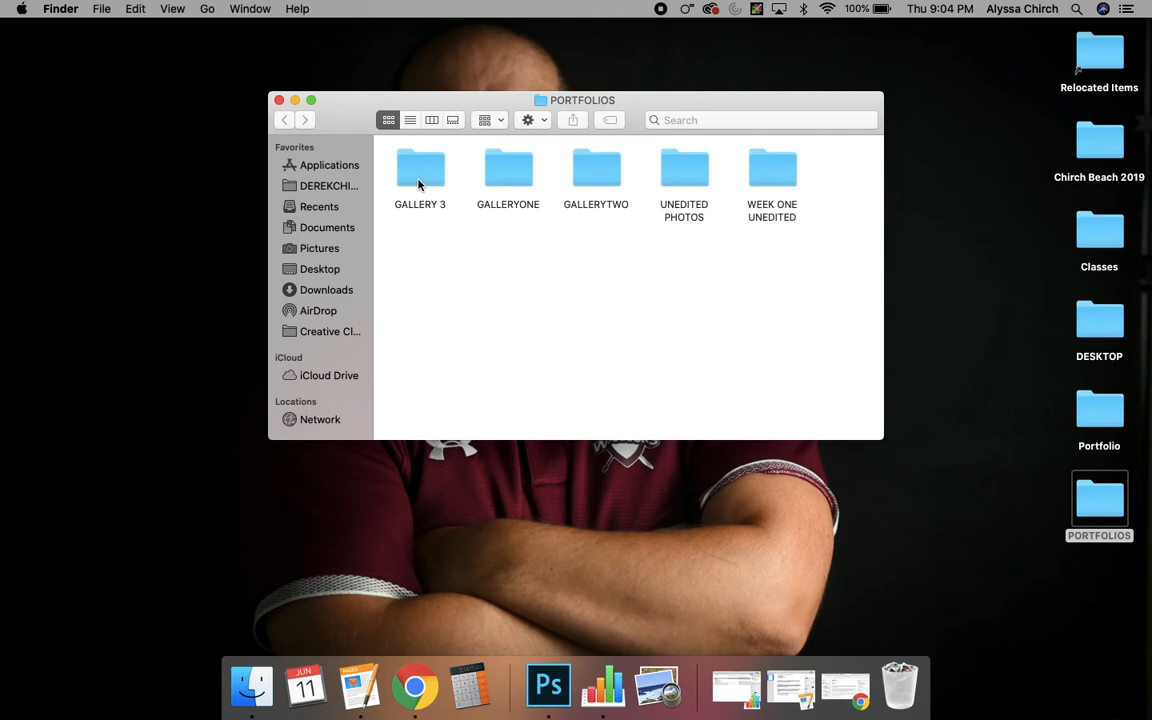 Finder File Edit View Go Window Help 100% Thu 9:04 PM Alyssa Chirch
PORTFOLIOS
Search
Favorites
Applications
DEREKCHI...
Recents
Documents
Pictures
Desktop
Downloads
AirDrop
Creative Cl...
iCloud
iCloud Drive
Locations
Network
GALLERY 3
GALLERYONE
GALLERYTWO
UNEDITED
PHOTOS
WEEK ONE
UNEDITED
Relocated Items
Chirch Beach 2019
Classes
DESKTOP
Portfolio
PORTFOLIOS
JUN
11
PAGES
Ps